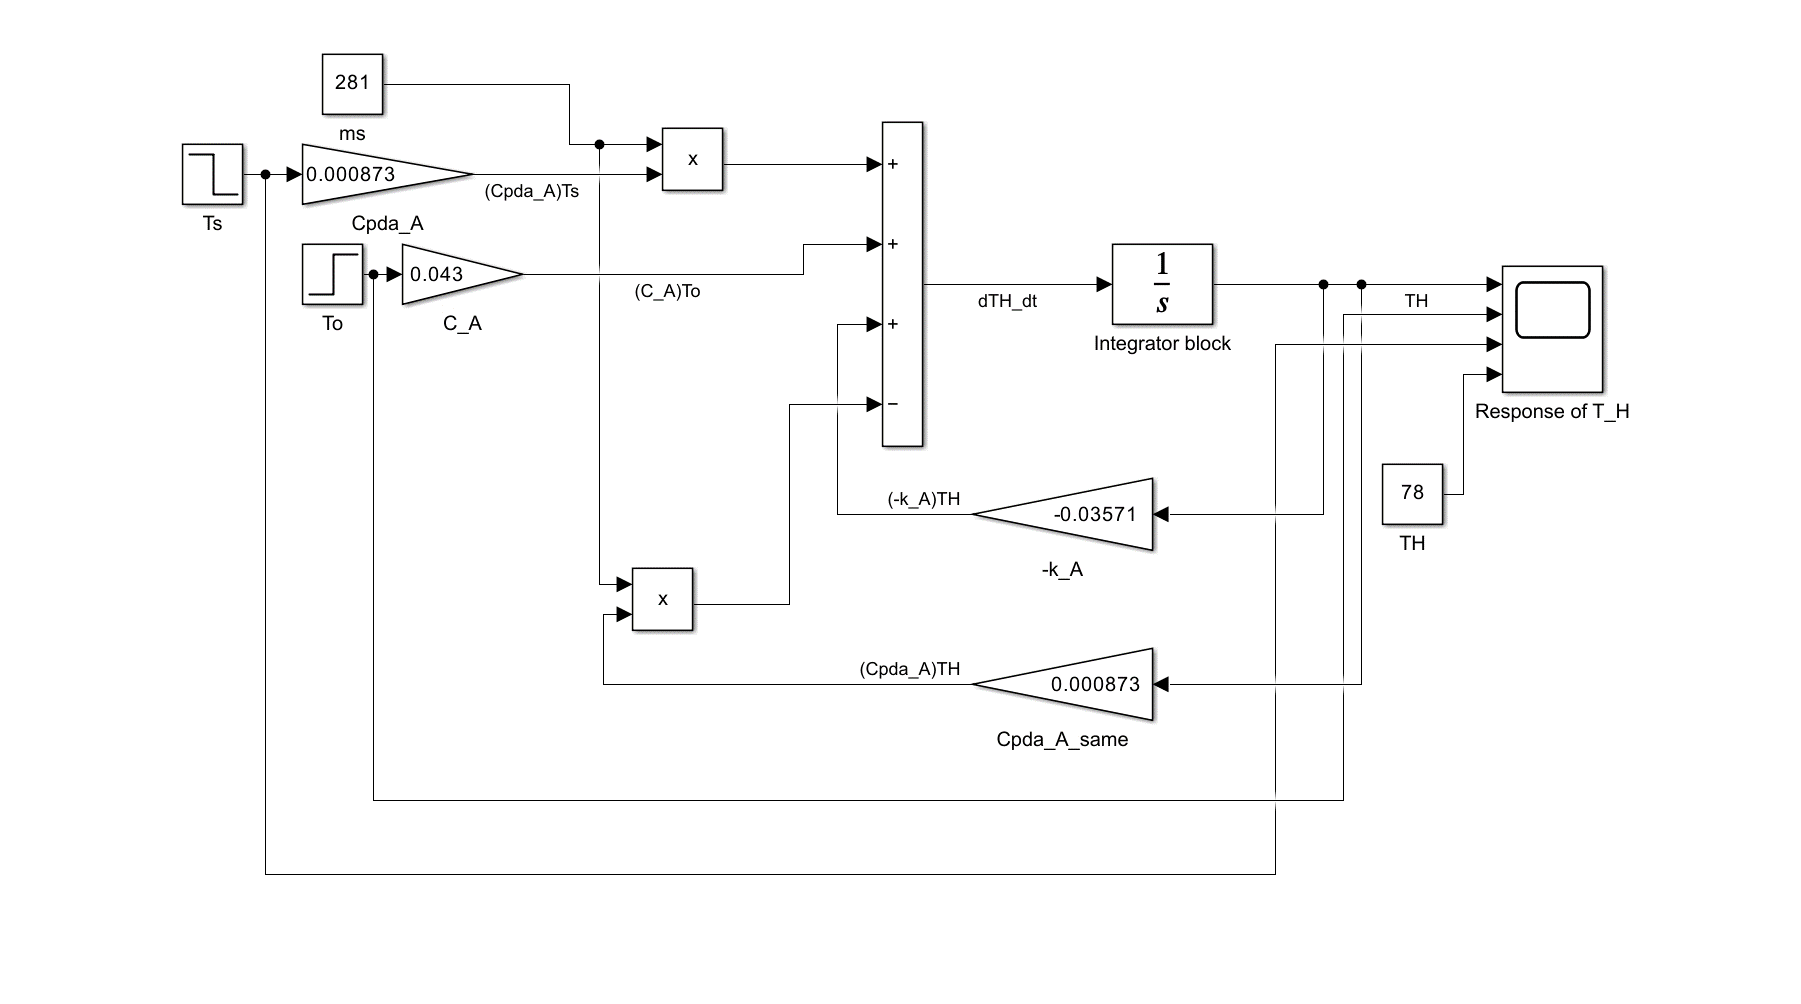 281
ms
x
+
0.000873
(Cpda_A)Ts
Ts
Cpda_A
+
0.043
(C_A)To
To
C_A
1
s
dTH_dt
TH
Integrator block
+
−
Response of T_H
78
TH
(-k_A)TH
-0.03571
-k_A
x
(Cpda_A)TH
0.000873
Cpda_A_same